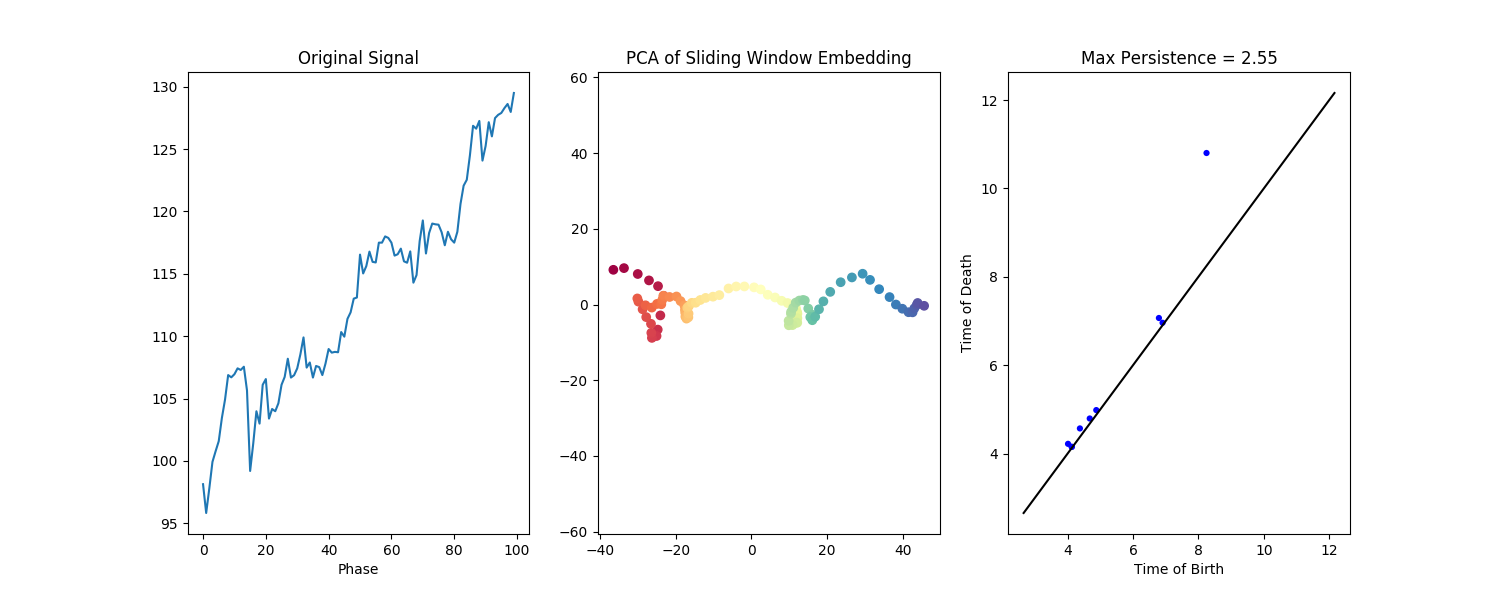 Original Signal
130
125
120
115
110
105
100
95
0 20 40 60 80 100
Phase
PCA of Sliding Window Embedding
60
40
20
0
−20
−40
−60
−40 −20 0 20 40
Max Persistence = 2.55
Time of Death
12
10
8
6
4
4 6 8 10 12
Time of Birth